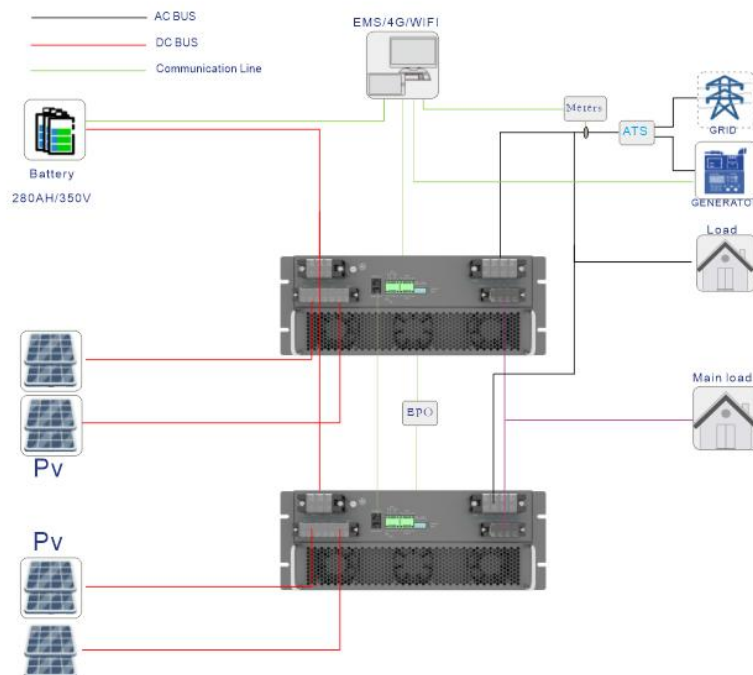 AC BUS
EMS/4G/WIFI
DC BUS
Communication Line
Meters
ATS
GRID
Battery
280AH/350V
GENERATO
Load
Main load
EPO
Pv
Pv